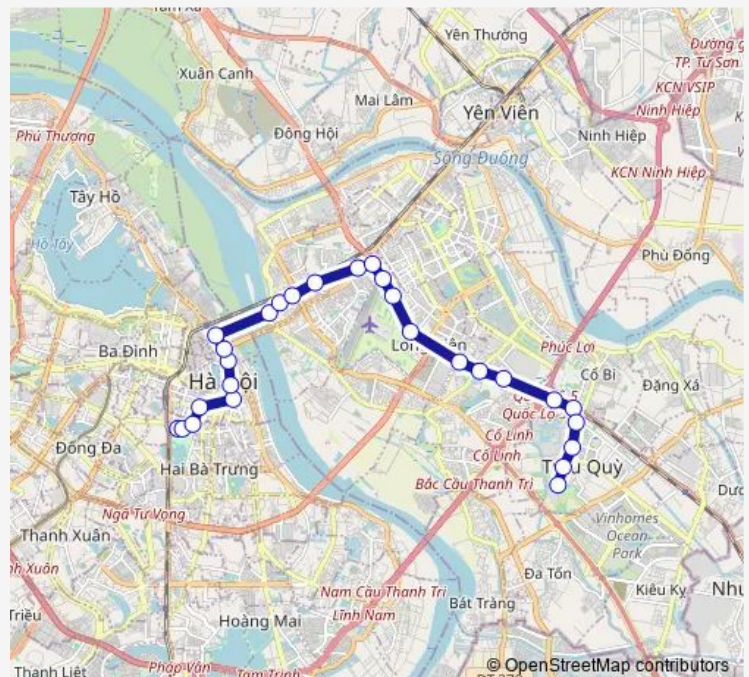 Yên Thường
Xuân Canh
TP. Từ Sơn
KCN VSIP
Mai Lâm
Ninh Hiệp
Yên Viên
Phú Thượng
Đông Hội
Ninh Hiệp
Sông Đuống
KCN Ninh Hiệp
Tây Hồ
Hồ Tây
Phù Đổng
Ba Đình
Phúc Lợi
Hà Nội
Cổ Bi
Đặng Xá
Quốc Lộ 5
Đống Đa
Cổ Linh
Cổ Linh
Hai Bà Trưng
Trâu Quỳ
Bắc Cầu Thanh Trì
Ngã Tư Vọng
Vinhomes
Ocean
Park
Thanh Xuân
Đa Tốn
Nam Cầu Thanh Trì
Kiêu Kỵ
Bát Tràng
Lĩnh Nam
Triều
Hoàng Mai
Pháp Vân
Tam Trinh
Thanh Liệt
© OpenStreetMap contributors